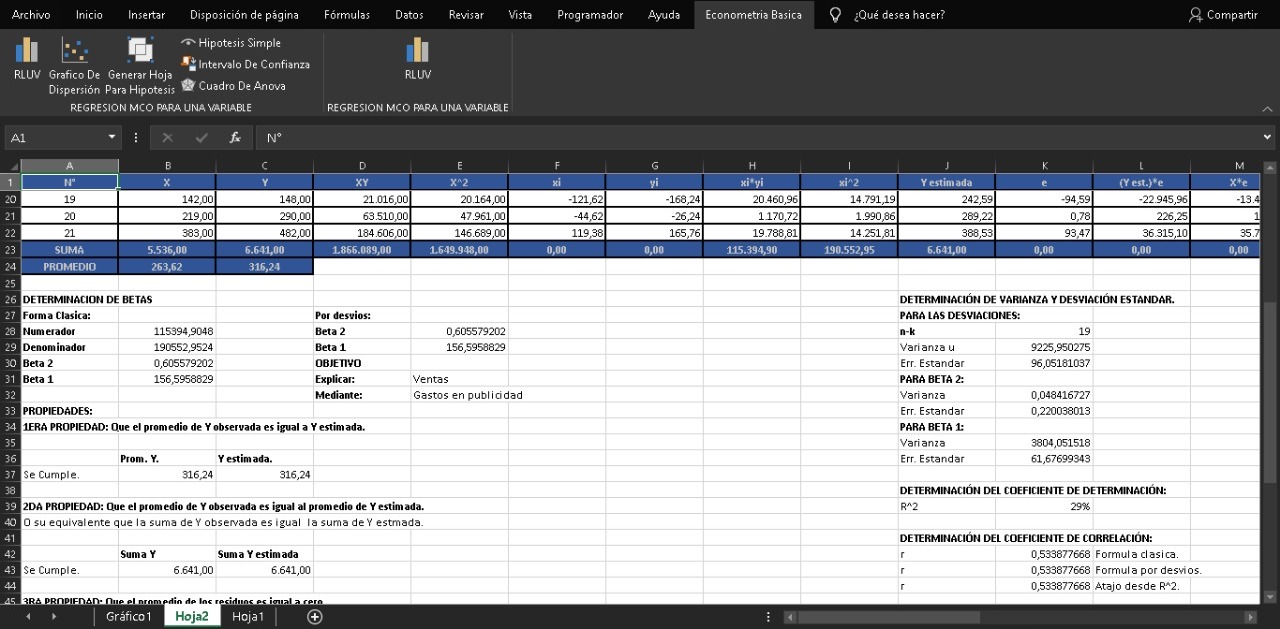 Archivo Inicio Insertar Disposición de página Fórmulas Datos Revisar Vista Programador Ayuda Econometria Basica ¿Qué desea hacer? Compartir
RLUV Grafico De Dispersión Generar Hoja Para Hipotesis Hipotesis Simple
Intervalo De Confianza
Cuadro De Anova
RLUV
REGRESION MCO PARA UNA VARIABLE REGRESION MCO PARA UNA VARIABLE
A1 fx N°
A B C D E F G H I J K L M
1 N° X Y XY X^2 xi yi xi*yi xi^2 Y estimada e (Y est.)*e X*e
20 19 142,00 148,00 21.016,00 20.164,00 -121,62 -168,24 20.460,96 14.791,19 242,59 -94,59 -22.945,96 -13.4
21 20 219,00 290,00 63.510,00 47.961,00 -44,62 -26,24 1.170,72 1.990,86 289,22 0,78 226,25 1
22 21 383,00 482,00 184.606,00 146.689,00 119,38 165,76 19.788,81 14.251,81 388,53 93,47 36.315,10 35.7
23 SUMA 5.536,00 6.641,00 1.866.089,00 1.649.948,00 0,00 0,00 115.394,90 190.552,95 6.641,00 0,00 0,00 0,00
24 PROMEDIO 263,62 316,24
25
26 DETERMINACION DE BETAS DETERMINACIÓN DE VARIANZA Y DESVIACIÓN ESTANDAR.
27 Forma Clasica: Por desvios: PARA LAS DESVIACIONES:
28 Numerador 115394,9048 Beta 2 0,605579202 n-k 19
29 Denominador 190552,9524 Beta 1 156,5958829 Varianza u 9225,950275
30 Beta 2 0,605579202 OBJETIVO Err. Estandar 96,05181037
31 Beta 1 156,5958829 Explicar: Ventas PARA BETA 2:
32 Mediante: Gastos en publicidad Varianza 0,048416727
33 PROPIEDADES: Err. Estandar 0,220038013
34 1ERA PROPIEDAD: Que el promedio de Y observada es igual a Y estimada. PARA BETA 1:
35 Varianza 3804,051518
36 Prom. Y. Y estimada. Err. Estandar 61,67699343
37 Se Cumple. 316,24 316,24
38 DETERMINACIÓN DEL COEFICIENTE DE DETERMINACIÓN:
39 2DA PROPIEDAD: Que el promedio de Y observada es igual al promedio de Y estimada. R^2 29%
40 O su equivalente que la suma de Y observada es igual la suma de Y estmada.
41 DETERMINACIÓN DEL COEFICIENTE DE CORRELACIÓN:
42 Suma Y Suma Y estimada r 0,533877668 Formula clasica.
43 Se Cumple. 6.641,00 6.641,00 r 0,533877668 Formula por desvios.
44 r 0,533877668 Atajo desde R^2.
45 3RA PROPIEDAD: Que el promedio de los residuos es igual a cero
Gráfico1 Hoja2 Hoja1